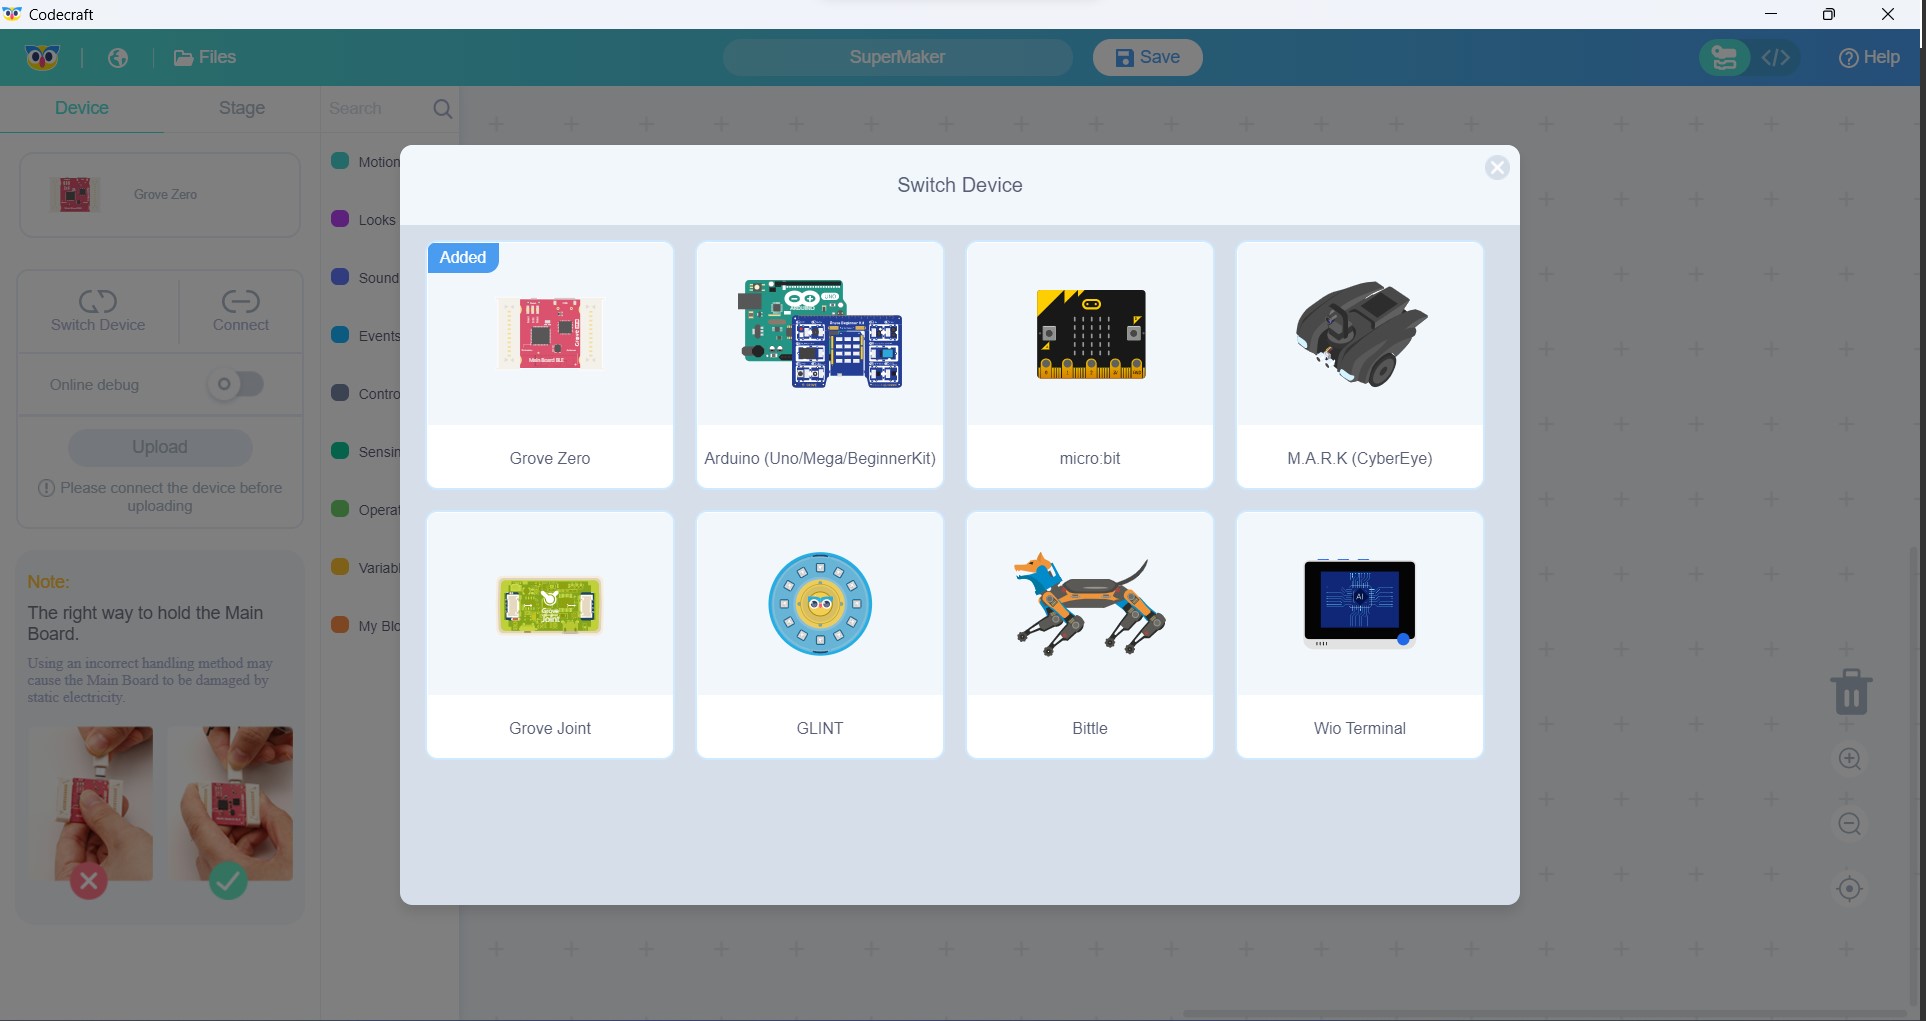 Codecraft
Files
SuperMaker
Save
Help
Device
Stage
Search
Grove Zero
Switch Device
Connect
Online debug
Upload
Please connect the device before
uploading
Note:
The right way to hold the Main
Board.
Using an incorrect handling method may
cause the Main Board to be damaged by
static electricity.
Motion
Looks
Sound
Events
Contro
Sensin
Operat
Variabl
My Blo
Switch Device
Added
Grove Zero
Arduino (Uno/Mega/BeginnerKit)
micro:bit
M.A.R.K (CyberEye)
Grove Joint
GLINT
Bittle
Wio Terminal
AI